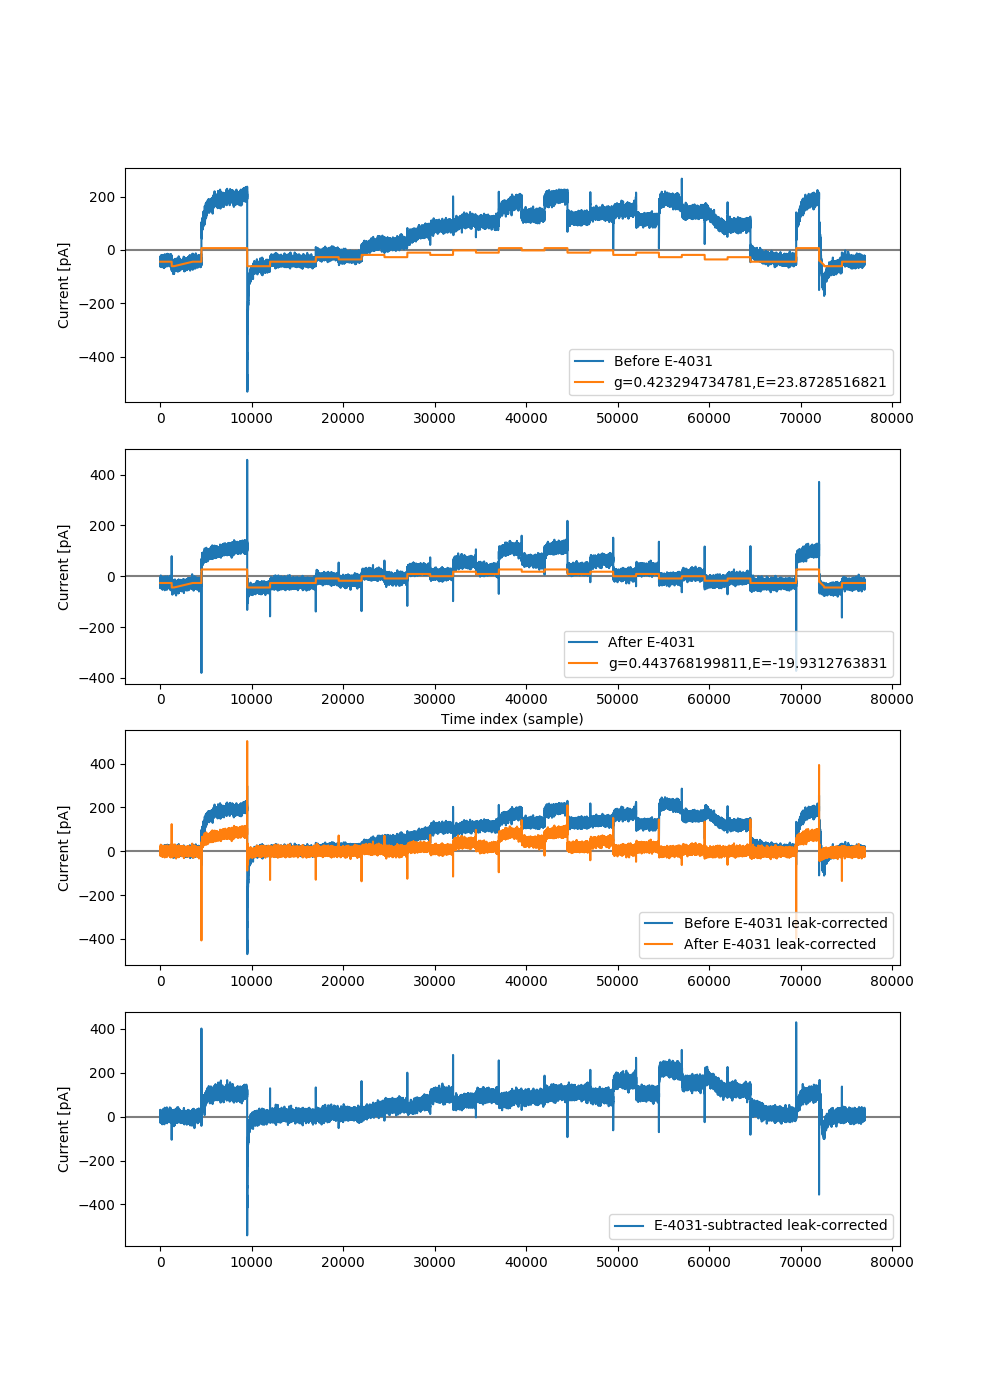 200
0
−200
−400
Current [pA]
Before E-4031
g=0.423294734781,E=23.8728516821
0 10000 20000 30000 40000 50000 60000 70000 80000
400
200
0
−200
−400
Current [pA]
After E-4031
g=0.443768199811,E=-19.9312763831
0 10000 20000 30000 40000 50000 60000 70000 80000
Time index (sample)
400
200
0
−200
−400
Current [pA]
Before E-4031 leak-corrected
After E-4031 leak-corrected
0 10000 20000 30000 40000 50000 60000 70000 80000
400
200
0
−200
−400
Current [pA]
E-4031-subtracted leak-corrected
0 10000 20000 30000 40000 50000 60000 70000 80000